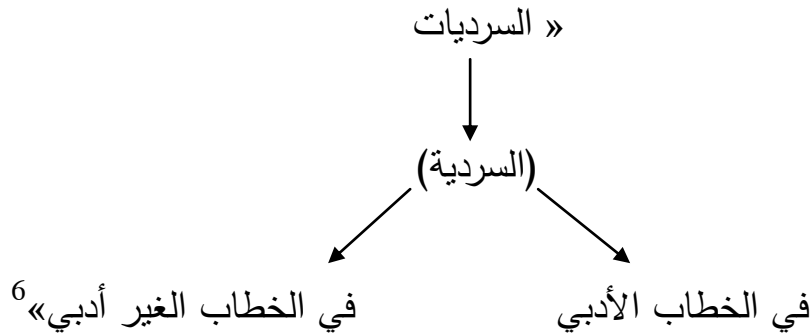 « السرديات
(السردية)
في الخطاب الأدبي في الخطاب الغير أدبي»6